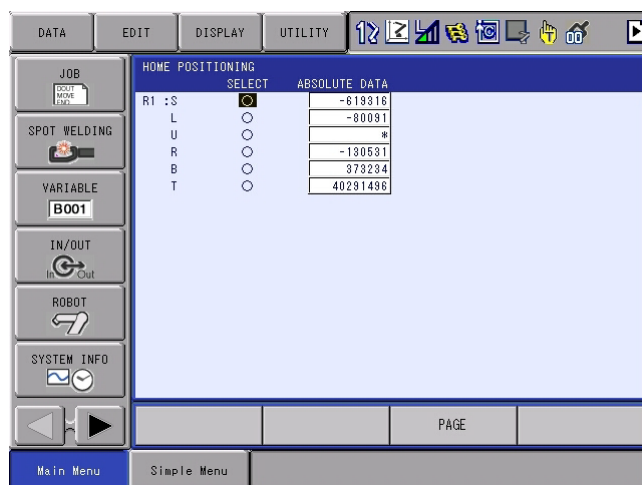 DATA EDIT DISPLAY UTILITY
JOB
DOUT
MOVE
END
SPOT WELDING
VARIABLE
B001
IN/OUT
In Out
ROBOT
SYSTEM INFO
HOME POSITIONING
SELECT ABSOLUTE DATA
R1 :S -619316
L -80091
U *
R -130531
B 373234
T 40291496
PAGE
Main Menu Simple Menu